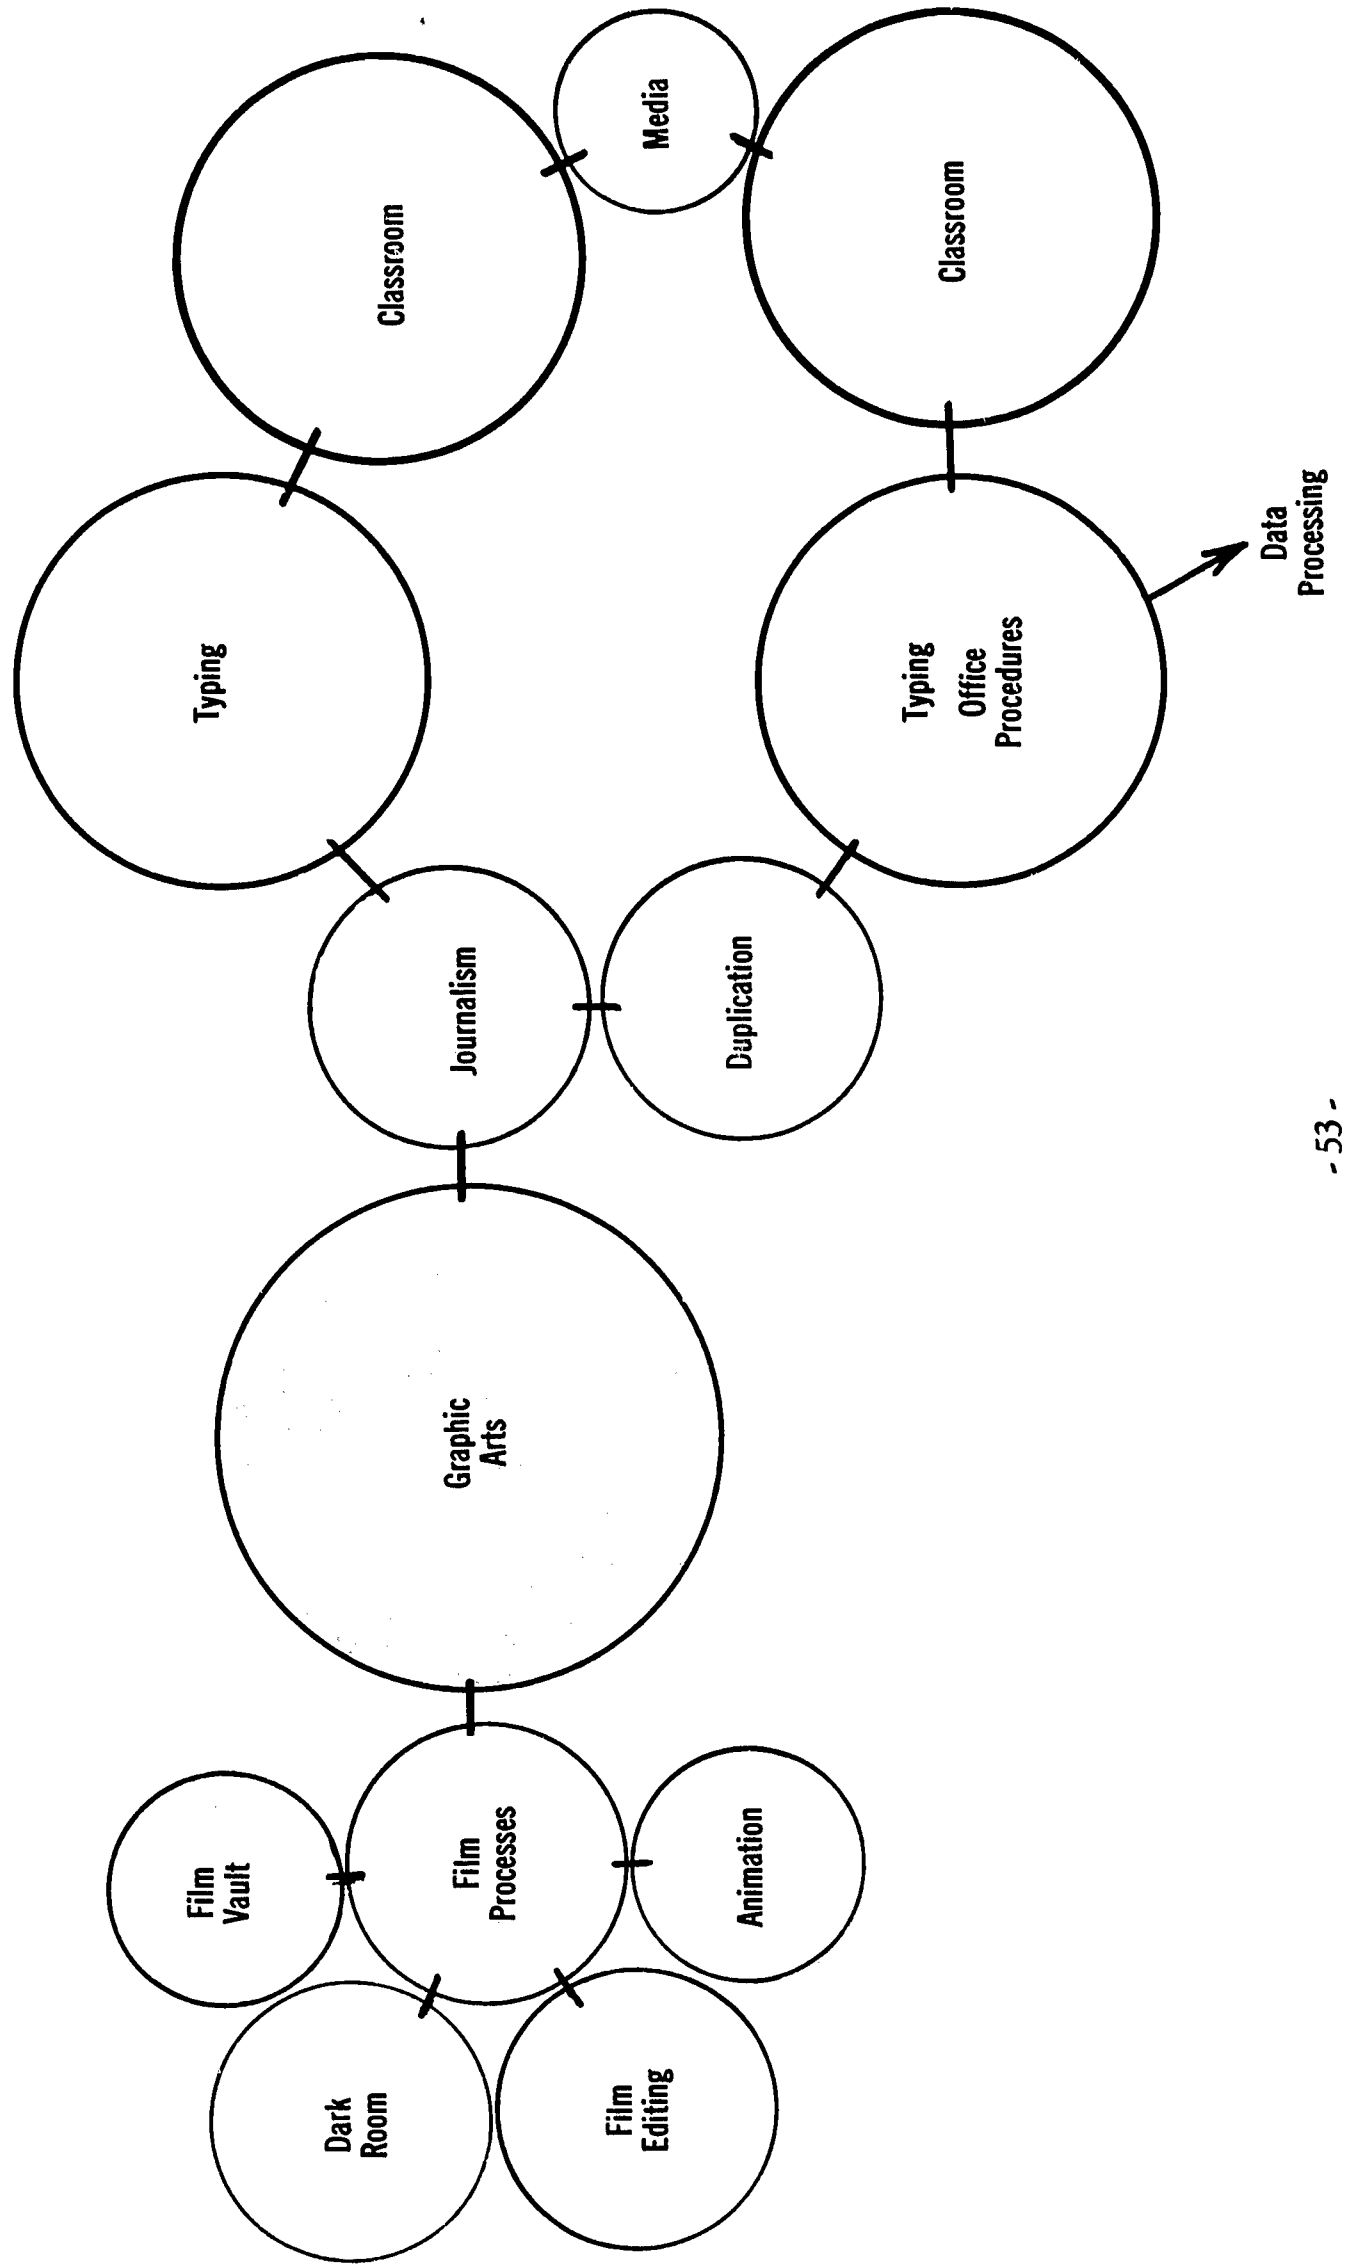 Film
Vault
Dark
Room
Film
Processes
Film
Editing
Animation
Graphic
Arts
Journalism
Duplication
Typing
Typing
Office
Procedures
Data
Processing
Classroom
Media
Classroom
- 53 -